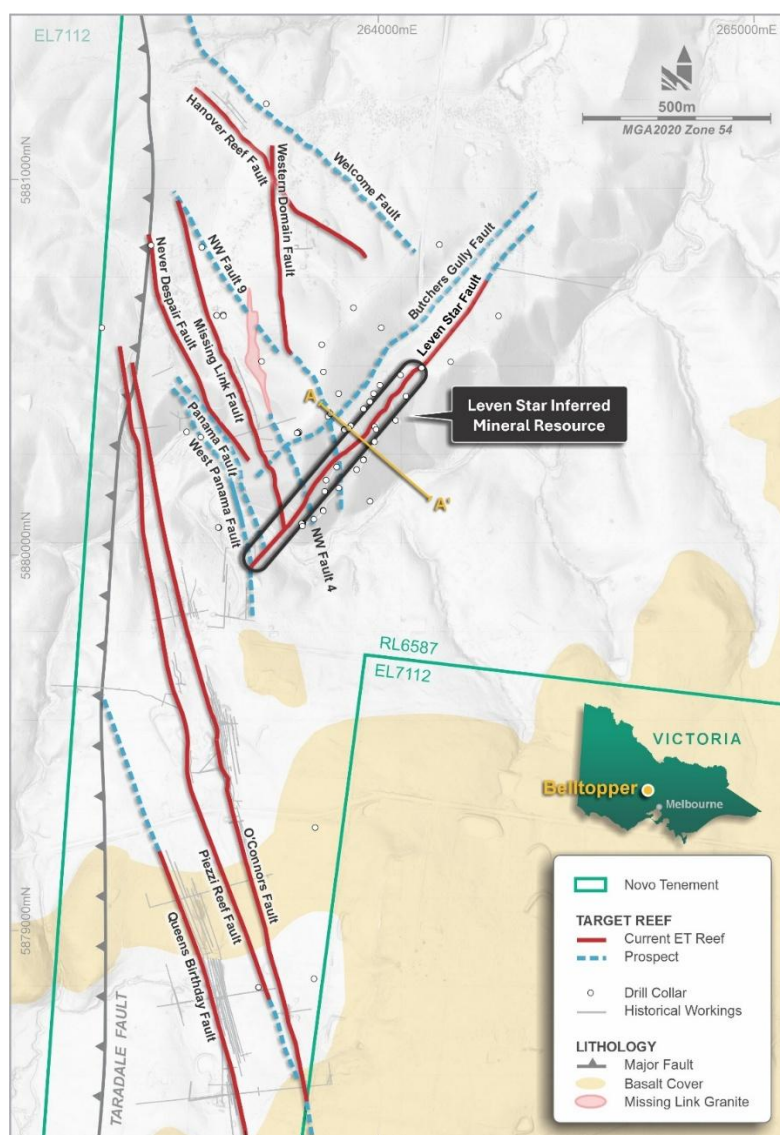 EL7112
264000mE
265000mE
500m
MGA2020 Zone 54
5881000mN
5880000mN
5879000mN
Hanover Reef Fault
Western Domain Fault
Welcome Fault
Butchers Gully Fault
Leven Star Fault
NW Fault 9
Never Despair Fault
Missing Link Fault
A
A'
Leven Star Inferred
Mineral Resource
Panama Fault
West Panama Fault
NW Fault 4
RL6587
EL7112
VICTORIA
Belltopper
Melbourne
O'Connors Fault
Piezzi Reef Fault
Queens Birthday Fault
TARADALE FAULT
Novo Tenement
TARGET REEF
Current ET Reef
Prospect
Drill Collar
Historical Workings
LITHOLOGY
Major Fault
Basalt Cover
Missing Link Granite